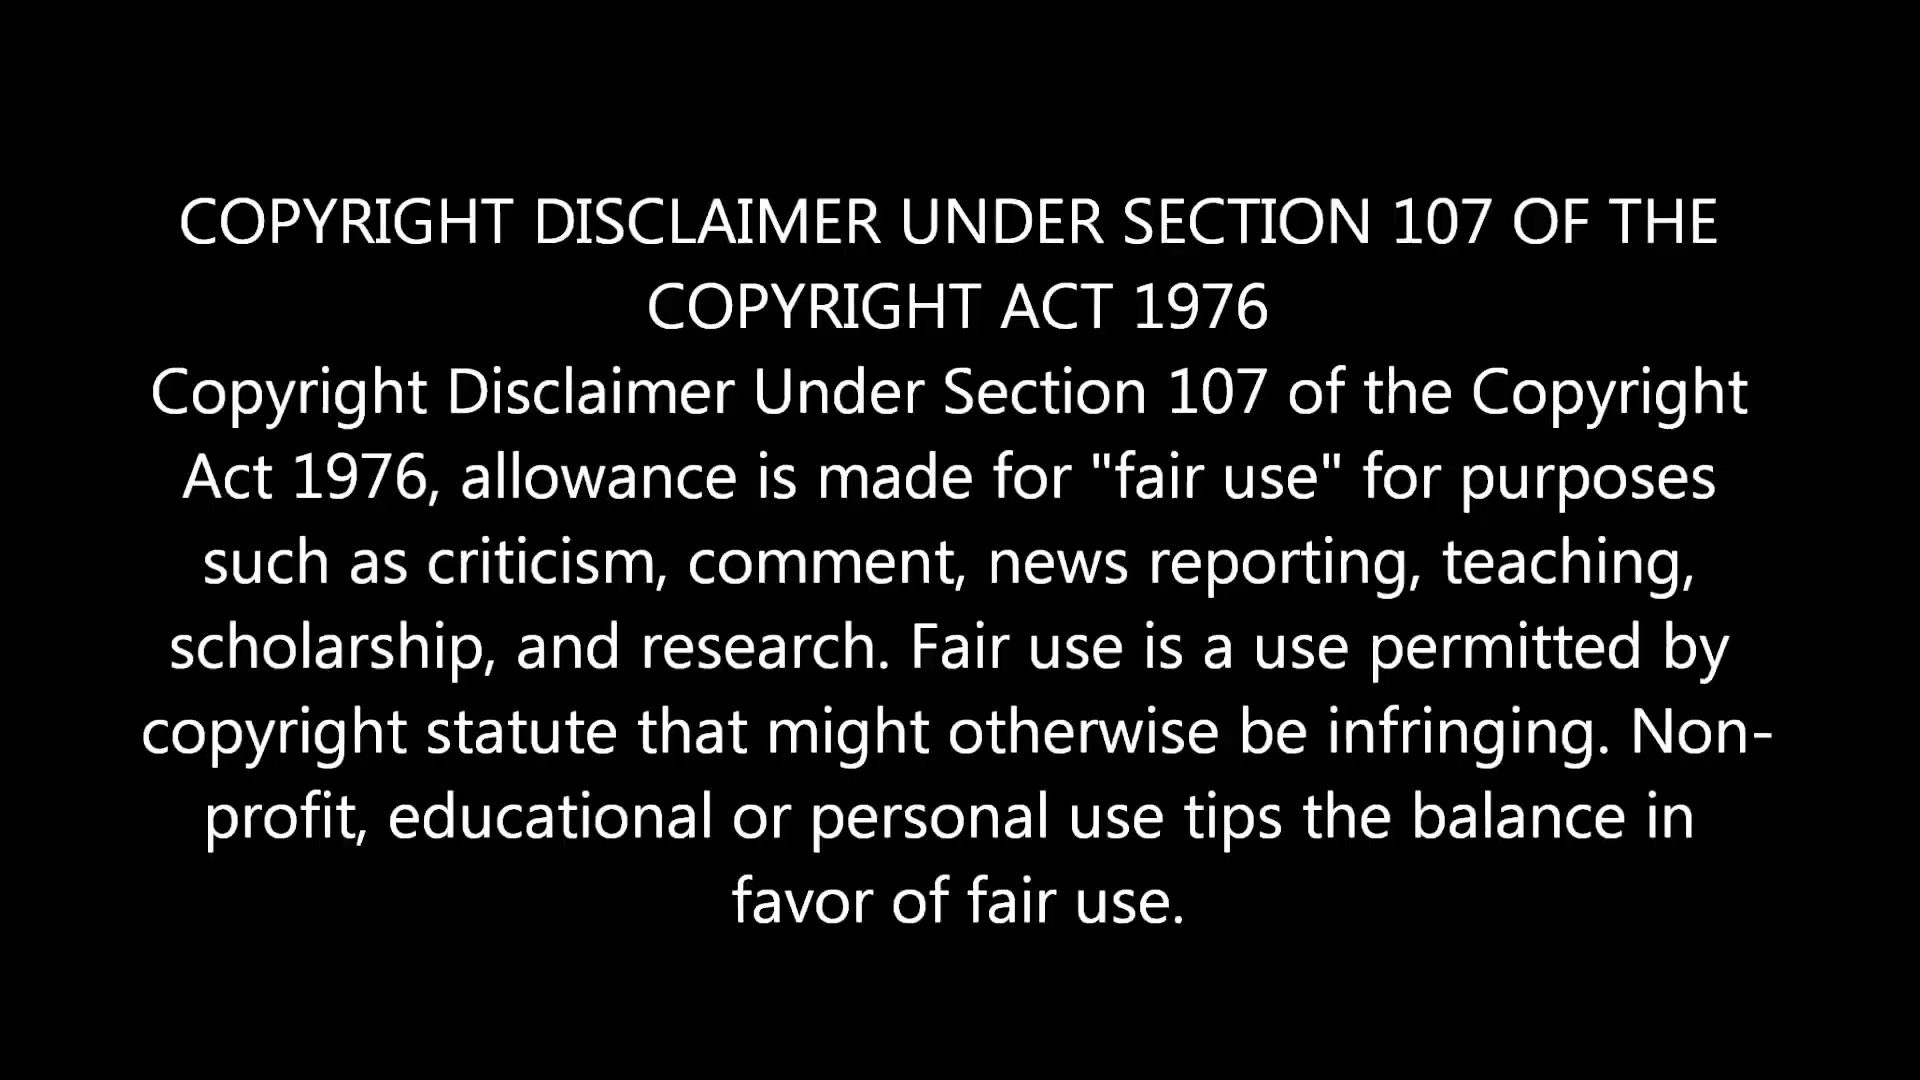 COPYRIGHT DISCLAIMER UNDER SECTION 107 OF THE
COPYRIGHT ACT 1976
Copyright Disclaimer Under Section 107 of the Copyright
Act 1976, allowance is made for "fair use" for purposes
such as criticism, comment, news reporting, teaching,
scholarship, and research. Fair use is a use permitted by
copyright statute that might otherwise be infringing. Non-
profit, educational or personal use tips the balance in
favor of fair use.